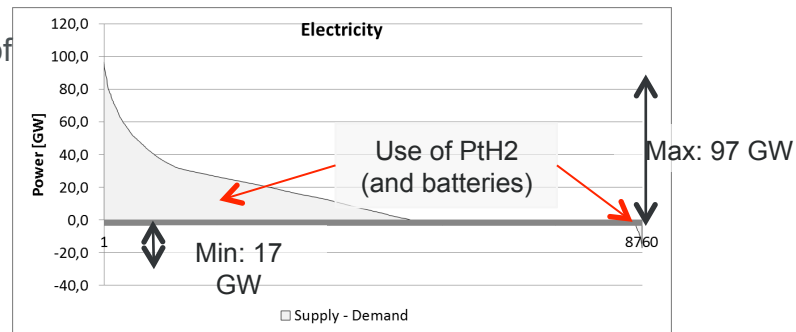 of
Electricity
120,0
100,0
80,0
60,0
40,0
20,0
0,0
-20,0
-40,0
Power [GW]
Use of PtH2
(and batteries)
Max: 97 GW
1
8760
Min: 17
GW
Supply - Demand